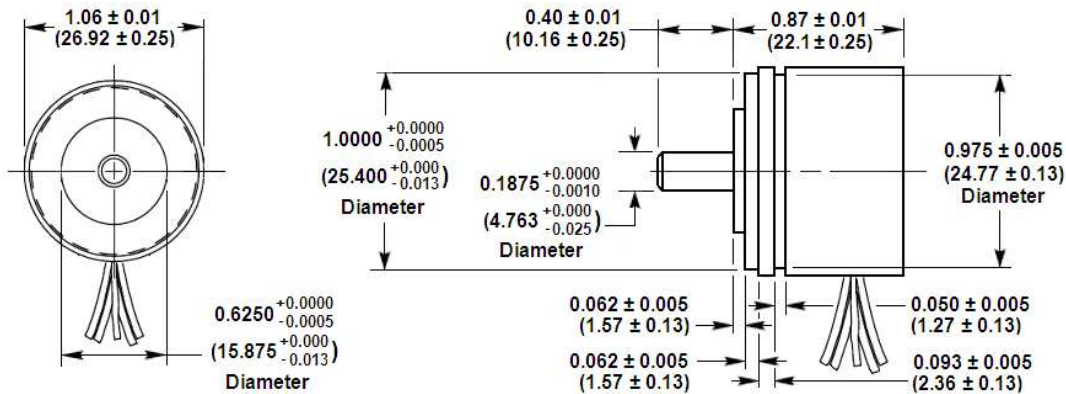 1.06 ± 0.01
(26.92 ± 0.25)
0.40 ± 0.01
(10.16 ± 0.25)
0.87 ± 0.01
(22.1 ± 0.25)
1.0000 +0.0000 -0.0005
(25.400 +0.000 -0.013)
Diameter
0.1875 +0.0000 -0.0010
(4.763 +0.000 -0.025)
Diameter
0.975 ± 0.005
(24.77 ± 0.13)
Diameter
0.6250 +0.0000 -0.0005
(15.875 +0.000 -0.013)
Diameter
0.062 ± 0.005
(1.57 ± 0.13)
0.050 ± 0.005
(1.27 ± 0.13)
0.062 ± 0.005
(1.57 ± 0.13)
0.093 ± 0.005
(2.36 ± 0.13)